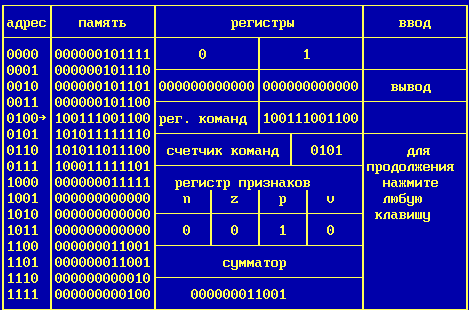 адрес память регистры ввод
0000 000000101111 0 1
0001 000000101110
0010 000000101101 000000000000 000000000000 вывод
0011 000000101100
0100→ 100111001100 рег. команд 100111001100
0101 101011111110
0110 101011011100 счетчик команд 0101 для
0111 100011111101 продолжения
1000 000000011111 регистр признаков нажмите
1001 000000000000 n z p v любую
1010 000000000000 клавишу
1011 000000000000 0 0 1 0
1100 000000011001
1101 000000011001 сумматор
1110 000000000010
1111 000000000100 000000011001